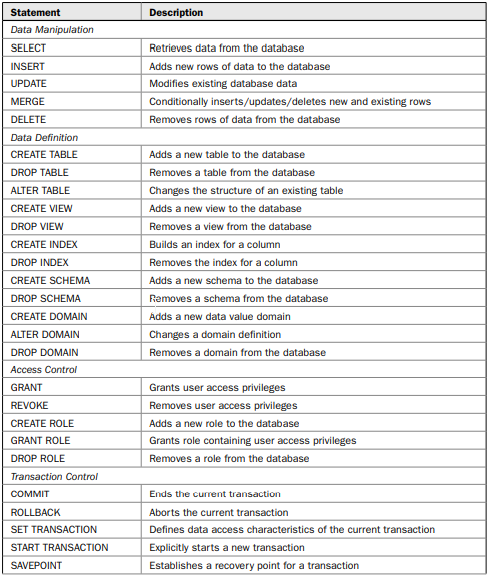 Statement Description
Data Manipulation
SELECT Retrieves data from the database
INSERT Adds new rows of data to the database
UPDATE Modifies existing database data
MERGE Conditionally inserts/updates/deletes new and existing rows
DELETE Removes rows of data from the database
Data Definition
CREATE TABLE Adds a new table to the database
DROP TABLE Removes a table from the database
ALTER TABLE Changes the structure of an existing table
CREATE VIEW Adds a new view to the database
DROP VIEW Removes a view from the database
CREATE INDEX Builds an index for a column
DROP INDEX Removes the index for a column
CREATE SCHEMA Adds a new schema to the database
DROP SCHEMA Removes a schema from the database
CREATE DOMAIN Adds a new data value domain
ALTER DOMAIN Changes a domain definition
DROP DOMAIN Removes a domain from the database
Access Control
GRANT Grants user access privileges
REVOKE Removes user access privileges
CREATE ROLE Adds a new role to the database
GRANT ROLE Grants role containing user access privileges
DROP ROLE Removes a role from the database
Transaction Control
COMMIT Ends the current transaction
ROLLBACK Aborts the current transaction
SET TRANSACTION Defines data access characteristics of the current transaction
START TRANSACTION Explicitly starts a new transaction
SAVEPOINT Establishes a recovery point for a transaction